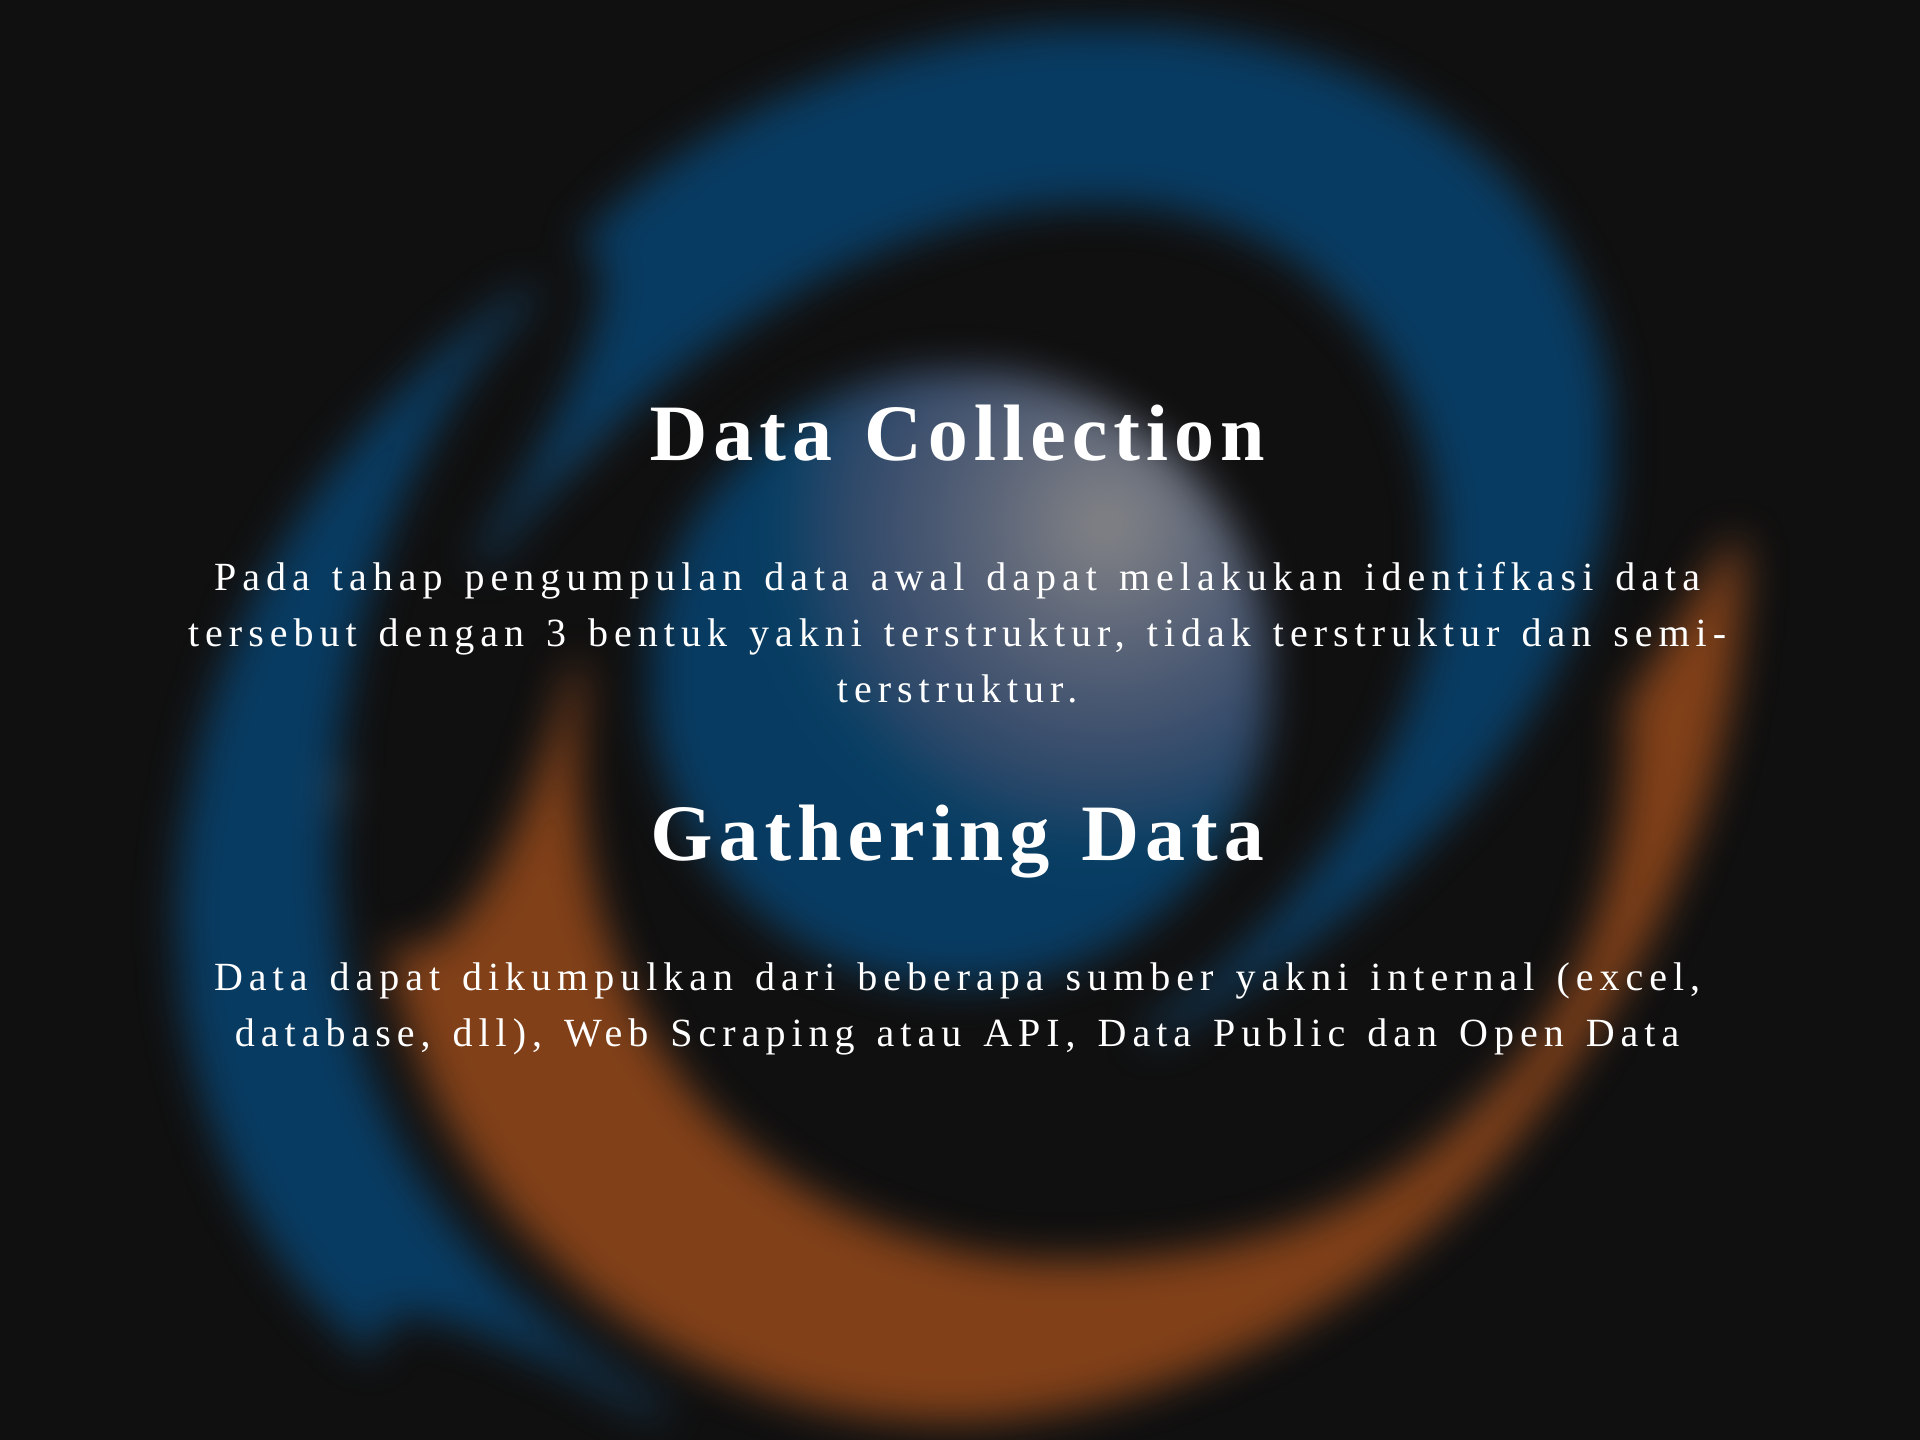 Data Collection
Pada tahap pengumpulan data awal dapat melakukan identifkasi data
tersebut dengan 3 bentuk yakni terstruktur, tidak terstruktur dan semi-
terstruktur.
Gathering Data
Data dapat dikumpulkan dari beberapa sumber yakni internal (excel,
database, dll), Web Scraping atau API, Data Public dan Open Data